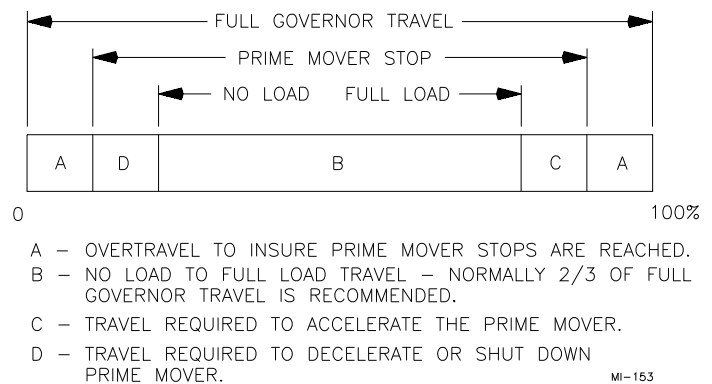 FULL GOVERNOR TRAVEL
PRIME MOVER STOP
NO LOAD FULL LOAD
A D B C A
0 100%
A – OVERTRAVEL TO INSURE PRIME MOVER STOPS ARE REACHED.
B – NO LOAD TO FULL LOAD TRAVEL – NORMALLY 2/3 OF FULL
GOVERNOR TRAVEL IS RECOMMENDED.
C – TRAVEL REQUIRED TO ACCELERATE THE PRIME MOVER.
D – TRAVEL REQUIRED TO DECELERATE OR SHUT DOWN
PRIME MOVER.
MI–153